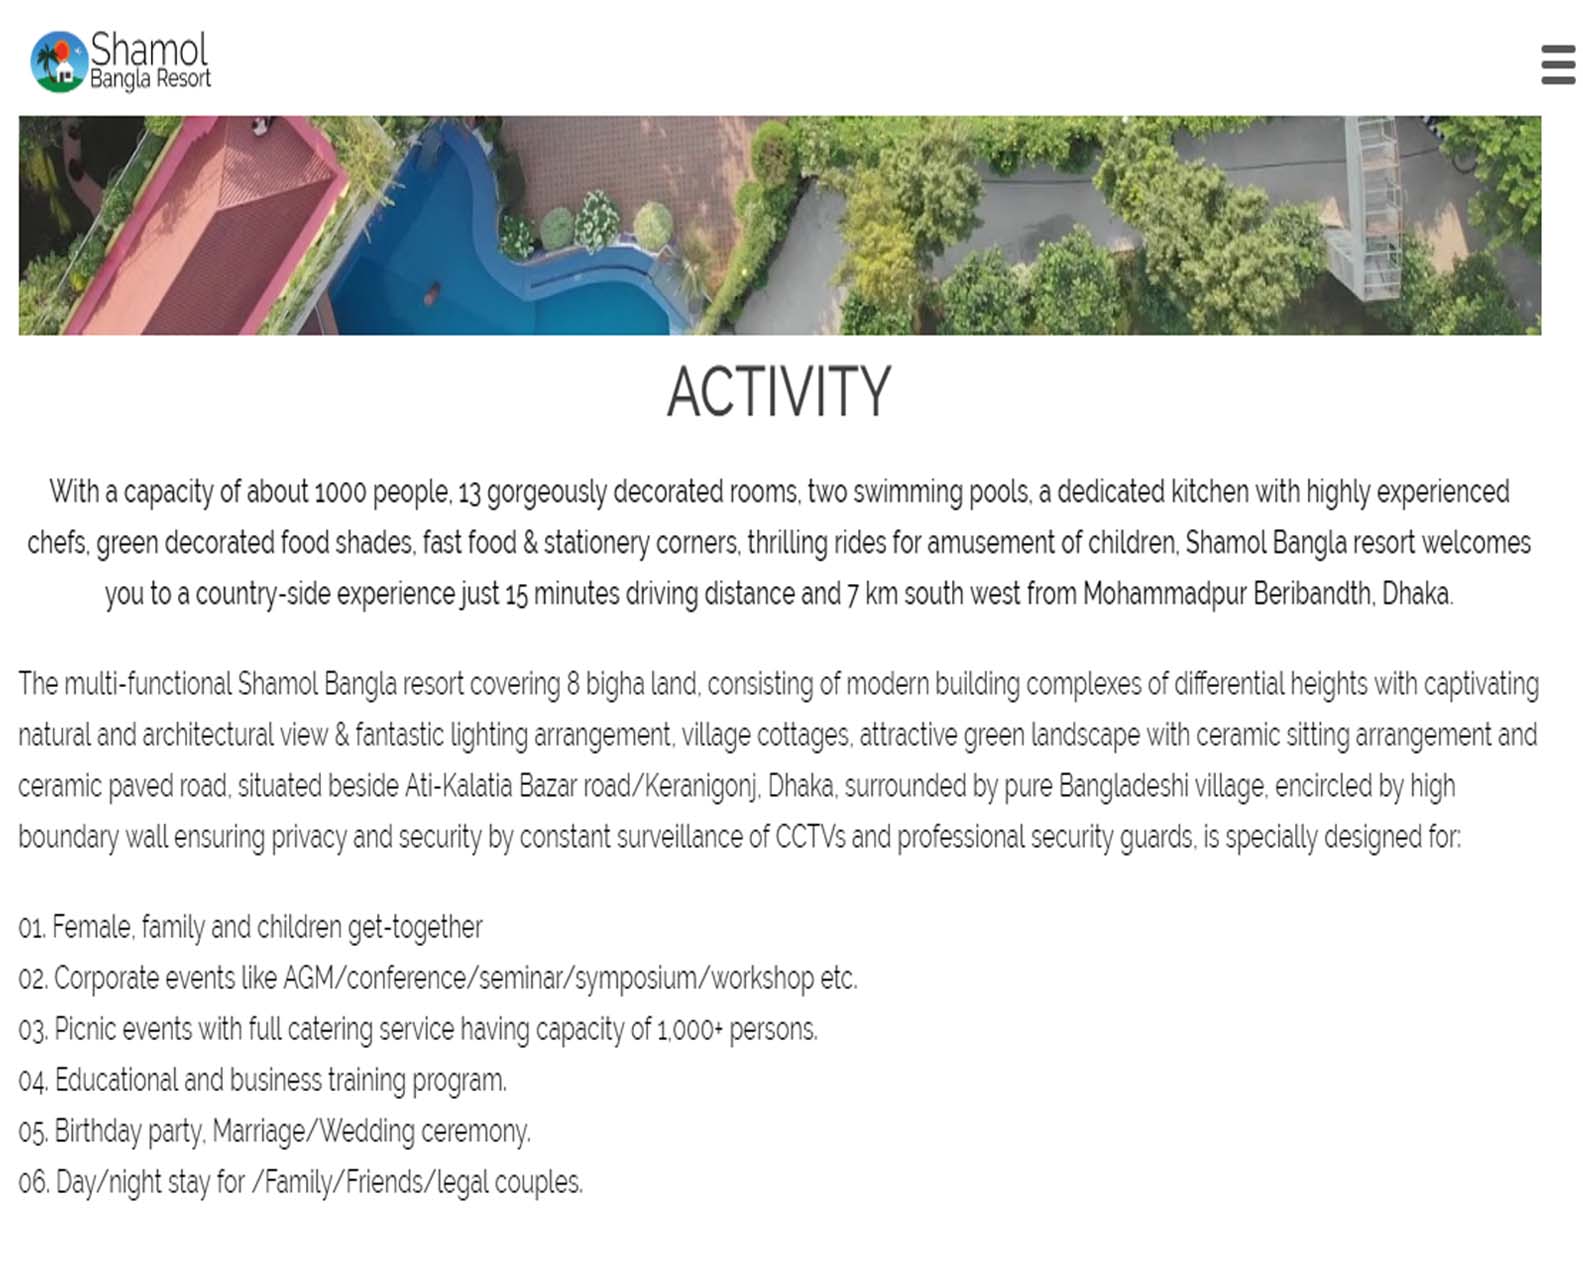 Shamol
Bangla Resort
ACTIVITY
With a capacity of about 1000 people, 13 gorgeously decorated rooms, two swimming pools, a dedicated kitchen with highly experienced
chefs, green decorated food shades, fast food & stationery corners, thrilling rides for amusement of children, Shamol Bangla resort welcomes
you to a country-side experience just 15 minutes driving distance and 7 km south west from Mohammadpur Beribandth, Dhaka.
The multi-functional Shamol Bangla resort covering 8 bigha land, consisting of modern building complexes of differential heights with captivating
natural and architectural view & fantastic lighting arrangement, village cottages, attractive green landscape with ceramic sitting arrangement and
ceramic paved road, situated beside Ati-Kalatia Bazar road/Keranigonj, Dhaka, surrounded by pure Bangladeshi village, encircled by high
boundary wall ensuring privacy and security by constant surveillance of CCTVs and professional security guards, is specially designed for:
01. Female, family and children get-together
02. Corporate events like AGM/conference/seminar/symposium/workshop etc.
03. Picnic events with full catering service having capacity of 1,000+ persons.
04. Educational and business training program.
05. Birthday party, Marriage/Wedding ceremony.
06. Day/night stay for /Family/Friends/legal couples.